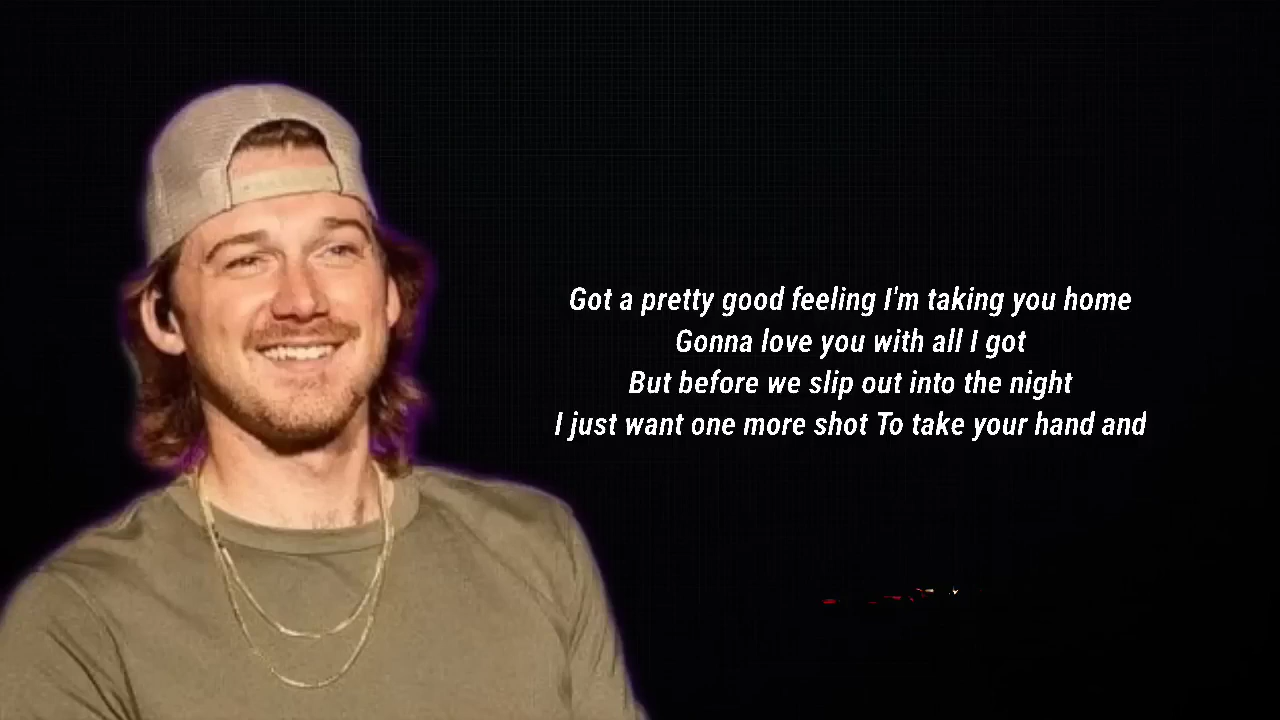 Got a pretty good feeling I'm taking you home
Gonna love you with all I got
But before we slip out into the night
I just want one more shot To take your hand and